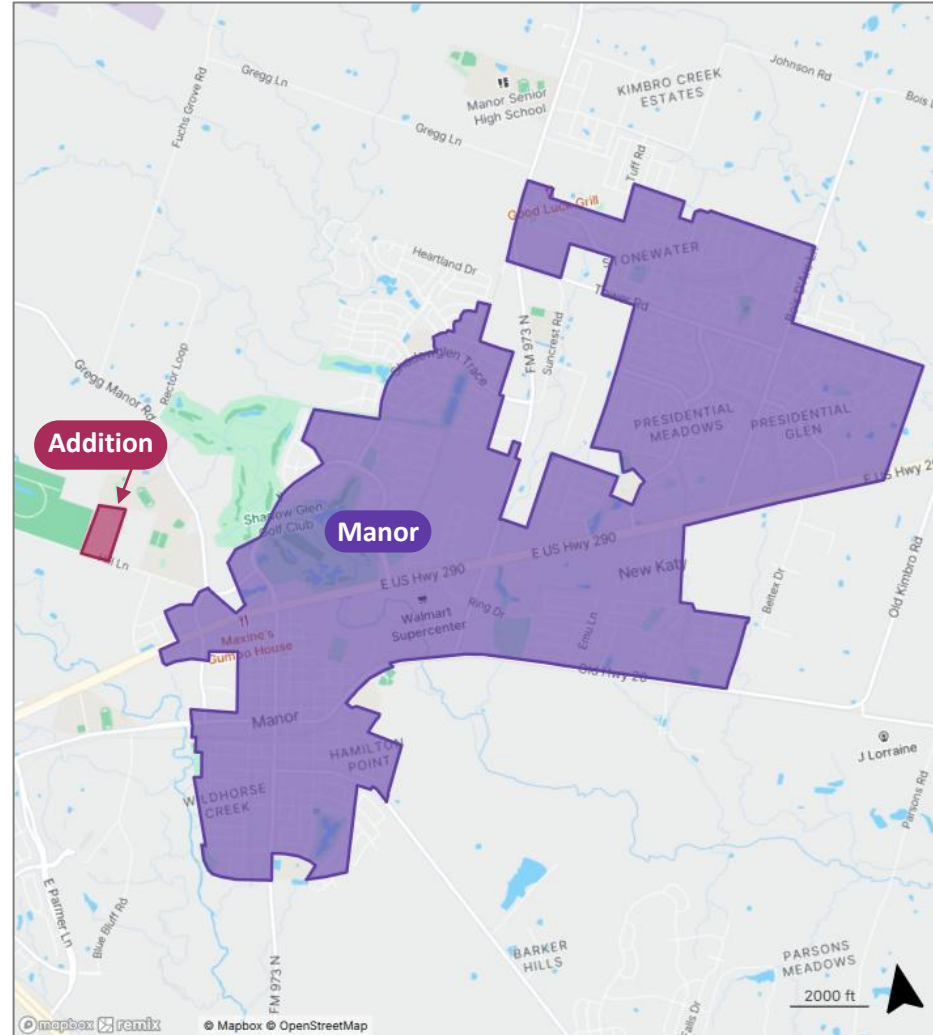 Gregg Ln
Fuchs Grove Rd
Manor Senior
High School
Gregg Ln
KIMBRO CREEK
ESTATES
Johnson Rd
Tuff Rd
Good Luck Grill
STONEWATER
Heartland Dr
FM 973 N
Suncrest Rd
Shadowglen Trace
Rector Loop
Gregg Manor Rd
PRESIDENTIAL
MEADOWS
PRESIDENTIAL
GLEN
Addition
Shadow Glen
Golf Club
Manor
E US Hwy 290
E US Hwy 290
New Katy
Walmart
Supercenter
Ring Dr
Emu Ln
Beltex Dr
Old Kimbro Rd
Maxine's
Gumbo House
Manor
HAMILTON
POINT
WILDHORSE
CREEK
J Lorraine
Parsons Rd
E Parmer Ln
Blue Bluff Rd
FM 973 N
BARKER
HILLS
PARSONS
MEADOWS
2000 ft
mapbox remix
© Mapbox © OpenStreetMap